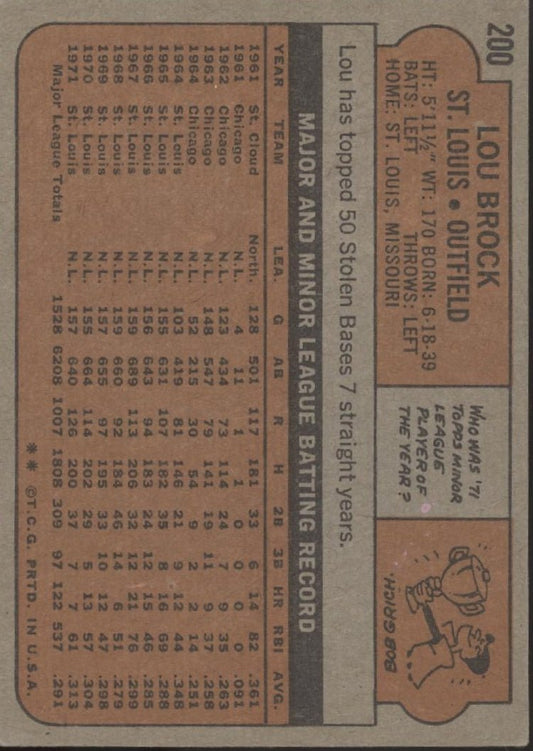 200
LOU BROCK
ST. LOUIS • OUTFIELD
HT: 5'11½" WT: 170 BORN: 6-18-39
BATS: LEFT THROWS: LEFT
HOME: ST. LOUIS, MISSOURI
WHO WAS '71
TOPPS MINOR
LEAGUE
PLAYER OF
THE YEAR?
BOB GRICH
Lou has topped 50 Stolen Bases 7 straight years.
MAJOR AND MINOR LEAGUE BATTING RECORD
YEAR TEAM LEA. G AB R H 2B 3B HR RBI AVG.
1961 St. Cloud North. 128 501 117 181 33 6 14 82 .361
1961 Chicago N.L. 4 11 1 1 0 0 0 0 .091
1962 Chicago N.L. 123 434 73 114 24 7 9 35 .263
1963 Chicago N.L. 148 547 79 141 19 11 9 37 .258
1964 Chicago N.L. 52 215 30 54 9 2 2 14 .251
1964 St. Louis N.L. 103 419 81 146 21 9 12 44 .348
1965 St. Louis N.L. 155 631 107 182 35 8 16 69 .288
1966 St. Louis N.L. 156 643 94 183 24 12 15 46 .285
1967 St. Louis N.L. 159 689 113 206 32 12 21 76 .299
1968 St. Louis N.L. 159 660 92 184 46 14 6 51 .279
1969 St. Louis N.L. 157 655 97 195 33 10 12 47 .298
1970 St. Louis N.L. 155 664 114 202 29 5 13 57 .304
1971 St. Louis N.L. 157 640 126 200 37 7 7 61 .313
Major League Totals 1528 6208 1007 1808 309 97 122 537 .291
** ©T.C.G. PRTD. IN U.S.A.